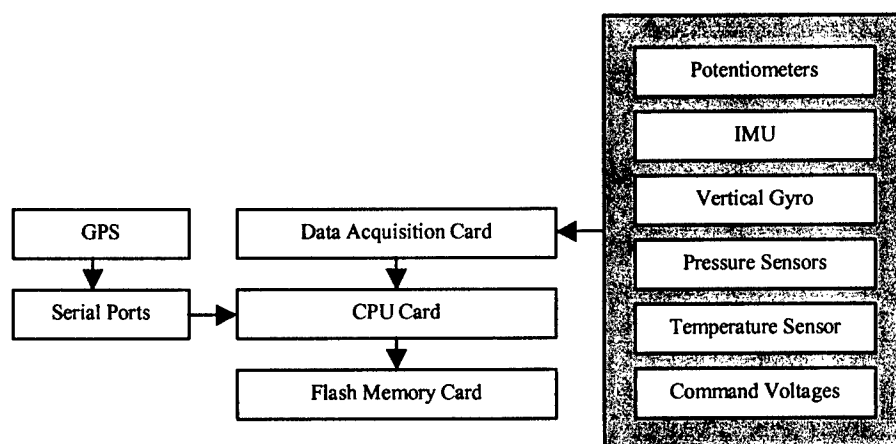 Potentiometers
IMU
Vertical Gyro
GPS
Data Acquisition Card
Pressure Sensors
Serial Ports
CPU Card
Temperature Sensor
Flash Memory Card
Command Voltages